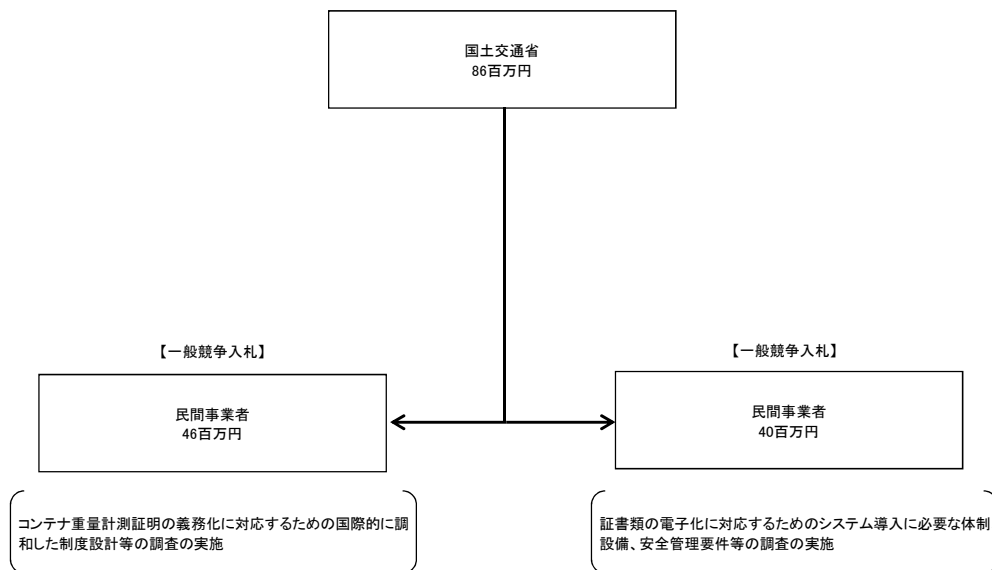 国土交通省
86百万円
【一般競争入札】
民間事業者
46百万円
コンテナ重量計測証明の義務化に対応するための国際的に調
和した制度設計等の調査の実施
【一般競争入札】
民間事業者
40百万円
証書類の電子化に対応するためのシステム導入に必要な体制
設備、安全管理要件等の調査の実施